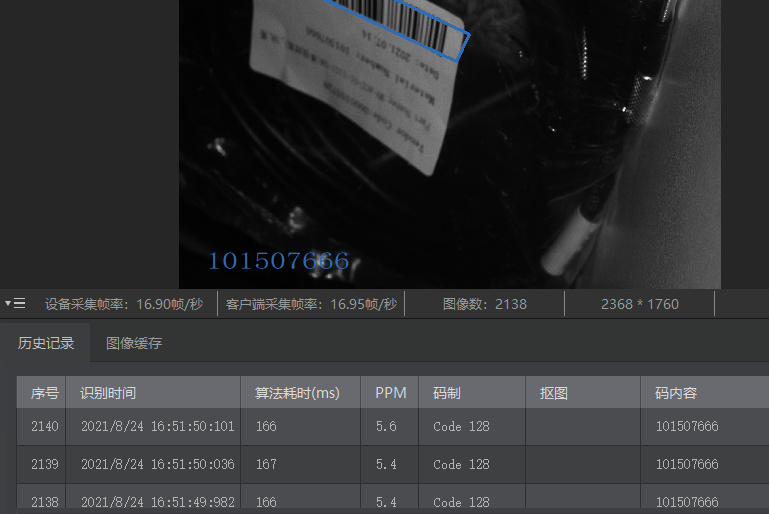 Date: 2021.07.14
Material Number: 101507666
Vendor Code
101507666
设备采集帧率: 16.90帧/秒 客户端采集帧率: 16.95帧/秒 图像数: 2138 2368 * 1760
历史记录 图像缓存
序号 识别时间 算法耗时(ms) PPM 码制 抠图 码内容
2140 2021/8/24 16:51:50:101 166 5.6 Code 128 101507666
2139 2021/8/24 16:51:50:036 167 5.4 Code 128 101507666
2138 2021/8/24 16:51:49:982 166 5.4 Code 128 101507666